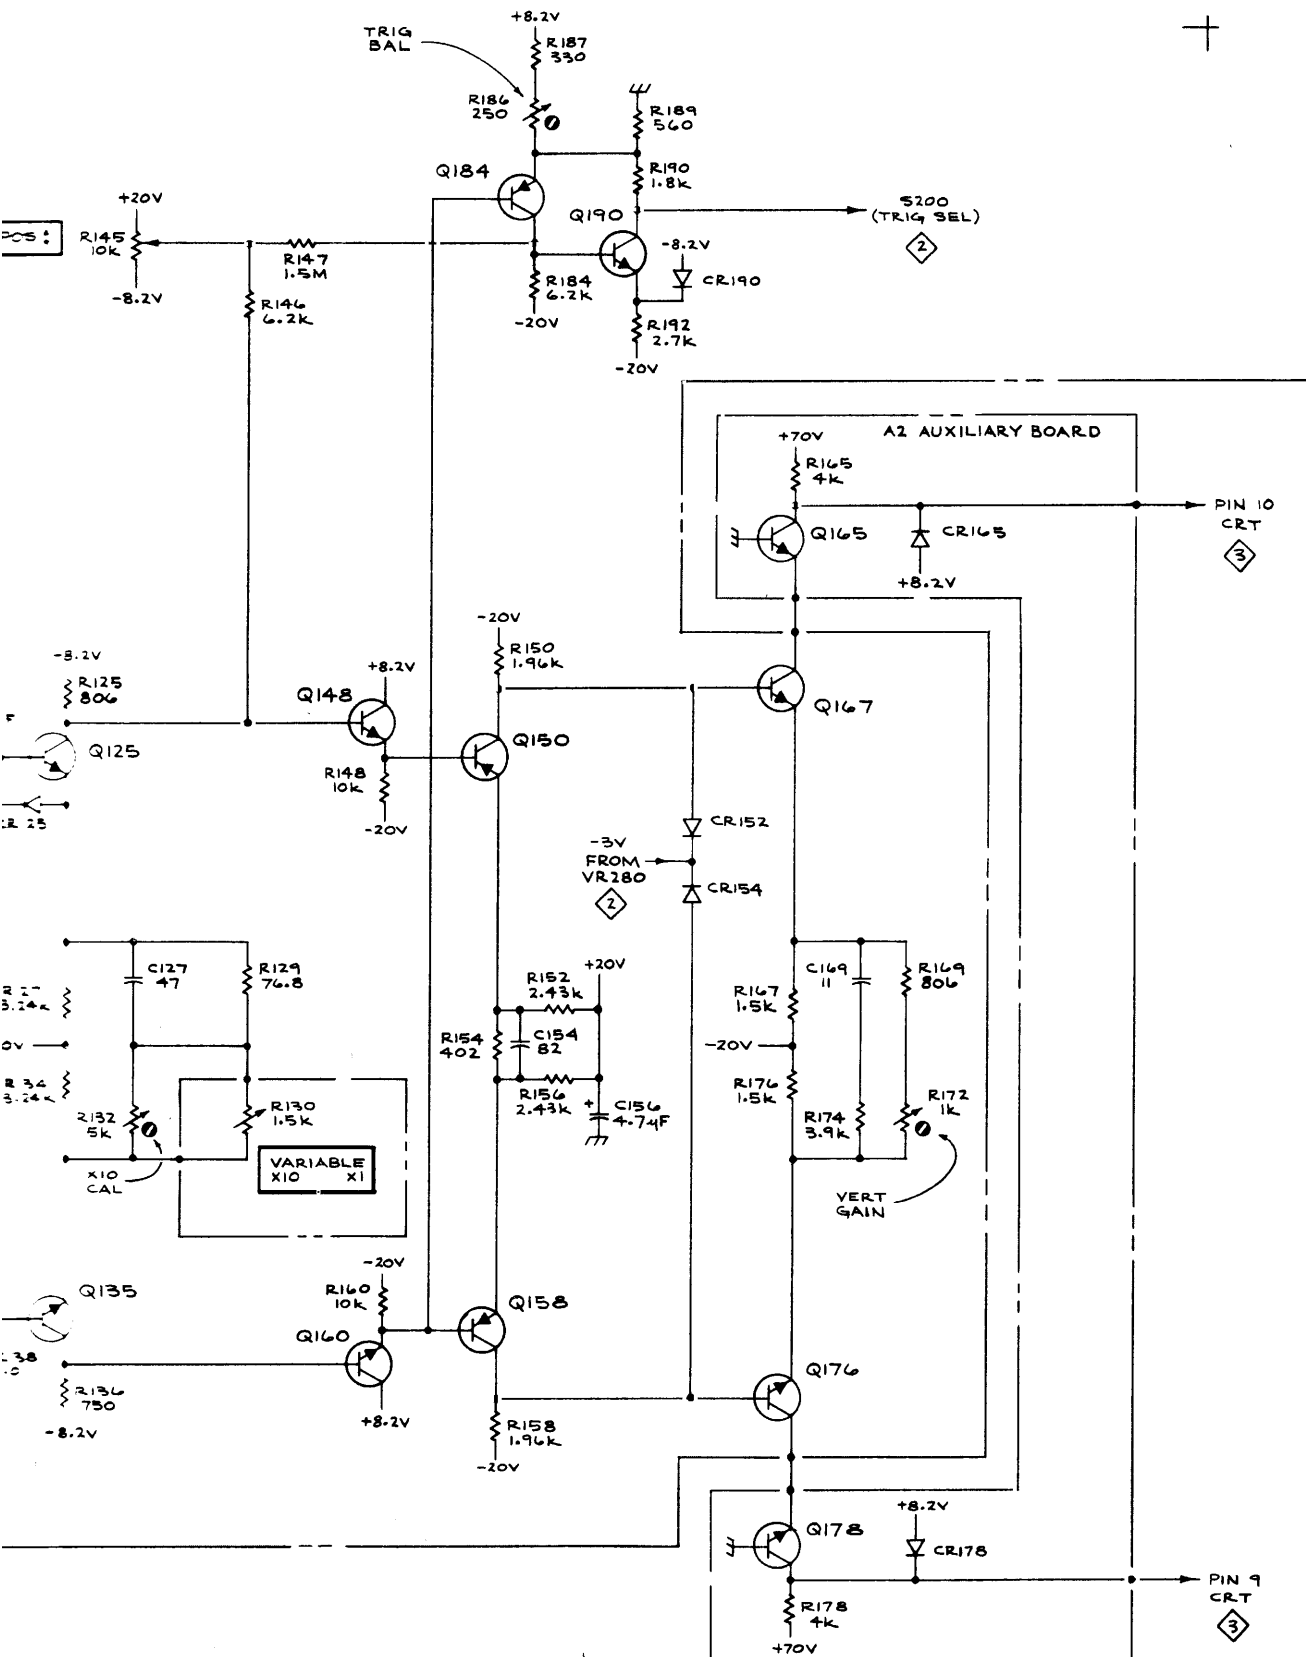 +8.2V
TRIG
BAL
R187
330
R186
250
R189
560
Q184
R190
1.8K
+20V
S200
(TRIG SEL)
2
Q190
POS
R145
10K
-8.2V
R147
1.5M
CR190
-8.2V
R146
6.2K
R184
6.2K
-20V
R192
2.7K
-20V
A2 AUXILIARY BOARD
+70V
R165
4K
PIN 10
CRT
3
Q165
CR165
+8.2V
-20V
R150
1.96K
-8.2V
R125
806
+8.2V
Q148
Q167
Q125
Q150
R148
10K
-20V
CR152
-3V
FROM
VR280
2
CR154
C127
47
R129
76.8
+20V
R152
2.43K
C169
11
R169
806
R167
1.5K
3.24K
R154
402
C154
82
-20V
R156
2.43K
R176
1.5K
3.24K
R132
5K
R130
1.5K
C156
4.7µF
+
R174
3.9K
R172
1K
X10
CAL
VARIABLE
X10 X1
VERT
GAIN
-20V
R160
10K
Q135
Q158
Q160
Q176
R136
750
-8.2V
+8.2V
R158
1.96K
-20V
+8.2V
Q178
CR178
PIN 9
CRT
3
R178
4K
+70V